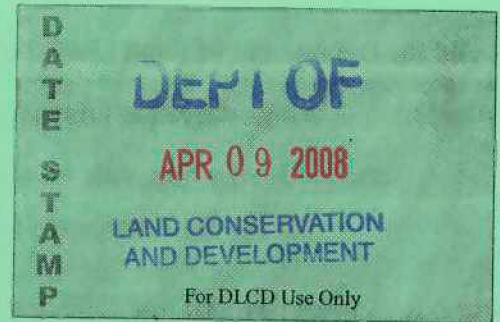 DATE STAMP
DEPT OF
APR 09 2008
LAND CONSERVATION
AND DEVELOPMENT
For DLCD Use Only